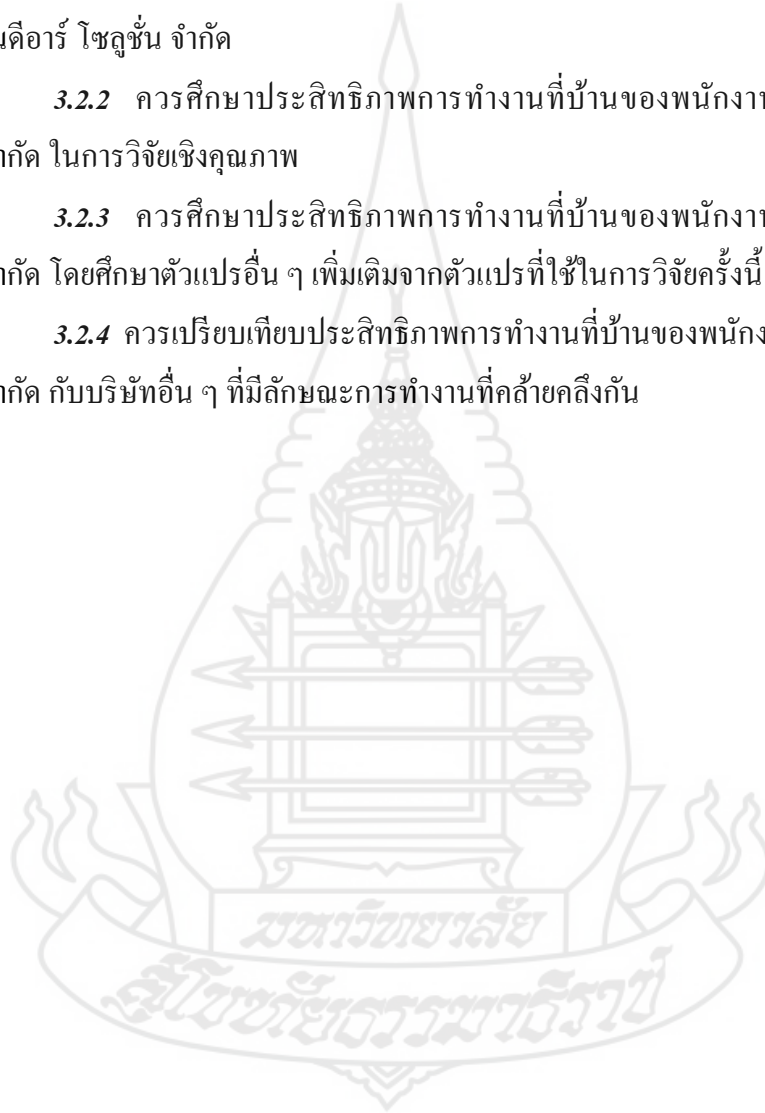 นดีอาร์ โซลูชั่น จำกัด
3.2.2 ควรศึกษาประสิทธิภาพการทำงานที่บ้านของพนักงาน
ากัด ในการวิจัยเชิงคุณภาพ
3.2.3 ควรศึกษาประสิทธิภาพการทำงานที่บ้านของพนักงาน
ากัด โดยศึกษาตัวแปรอื่น ๆ เพิ่มเติมจากตัวแปรที่ใช้ในการวิจัยครั้งนี้
3.2.4 ควรเปรียบเทียบประสิทธิภาพการทำงานที่บ้านของพนักง
ากัด กับบริษัทอื่น ๆ ที่มีลักษณะการทำงานที่คล้ายคลึงกัน
มหาวิทยาลัย
สุโขทัยธรรมาธิราช